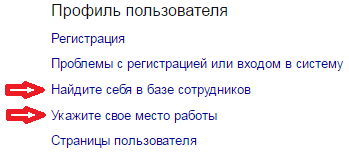 Профиль пользователя
Регистрация
Проблемы с регистрацией или входом в систему
Найдите себя в базе сотрудников
Укажите свое место работы
Страницы пользователя